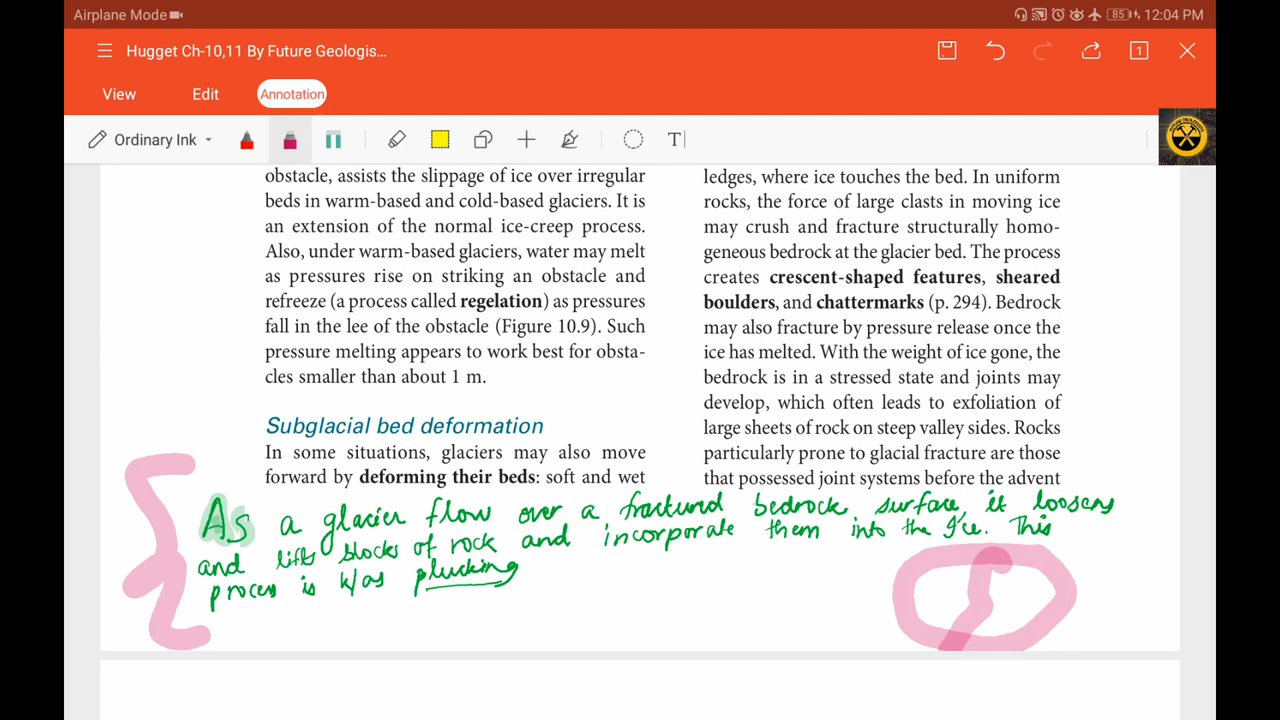 Airplane Mode
85
12:04 PM
Hugget Ch-10,11 By Future Geologis...
1
View Edit Annotation
Ordinary Ink
T
obstacle, assists the slippage of ice over irregular
beds in warm-based and cold-based glaciers. It is
an extension of the normal ice-creep process.
Also, under warm-based glaciers, water may melt
as pressures rise on striking an obstacle and
refreeze (a process called regelation) as pressures
fall in the lee of the obstacle (Figure 10.9). Such
pressure melting appears to work best for obsta-
cles smaller than about 1 m.
Subglacial bed deformation
In some situations, glaciers may also move
forward by deforming their beds: soft and wet
ledges, where ice touches the bed. In uniform
rocks, the force of large clasts in moving ice
may crush and fracture structurally homo-
geneous bedrock at the glacier bed. The process
creates crescent-shaped features, sheared
boulders, and chattermarks (p. 294). Bedrock
may also fracture by pressure release once the
ice has melted. With the weight of ice gone, the
bedrock is in a stressed state and joints may
develop, which often leads to exfoliation of
large sheets of rock on steep valley sides. Rocks
particularly prone to glacial fracture are those
that possessed joint systems before the advent
As a glacier flow over a fractured bedrock surface, it loosens
and lifts blocks of rock and incorporate them into the Ice. This
process is k/as plucking